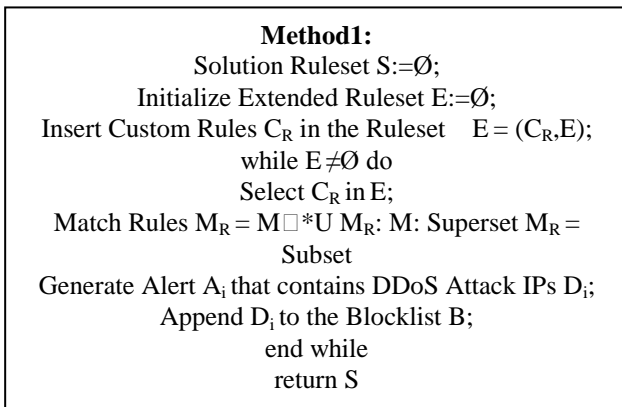 Method1:
Solution Ruleset S:=Ø;
Initialize Extended Ruleset E:=Ø;
Insert Custom Rules C_R in the Ruleset E = (C_R,E);
while E ≠Ø do
Select C_R in E;
Match Rules M_R = M□*U M_R: M: Superset M_R =
Subset
Generate Alert A_i that contains DDoS Attack IPs D_i;
Append D_i to the Blocklist B;
end while
return S